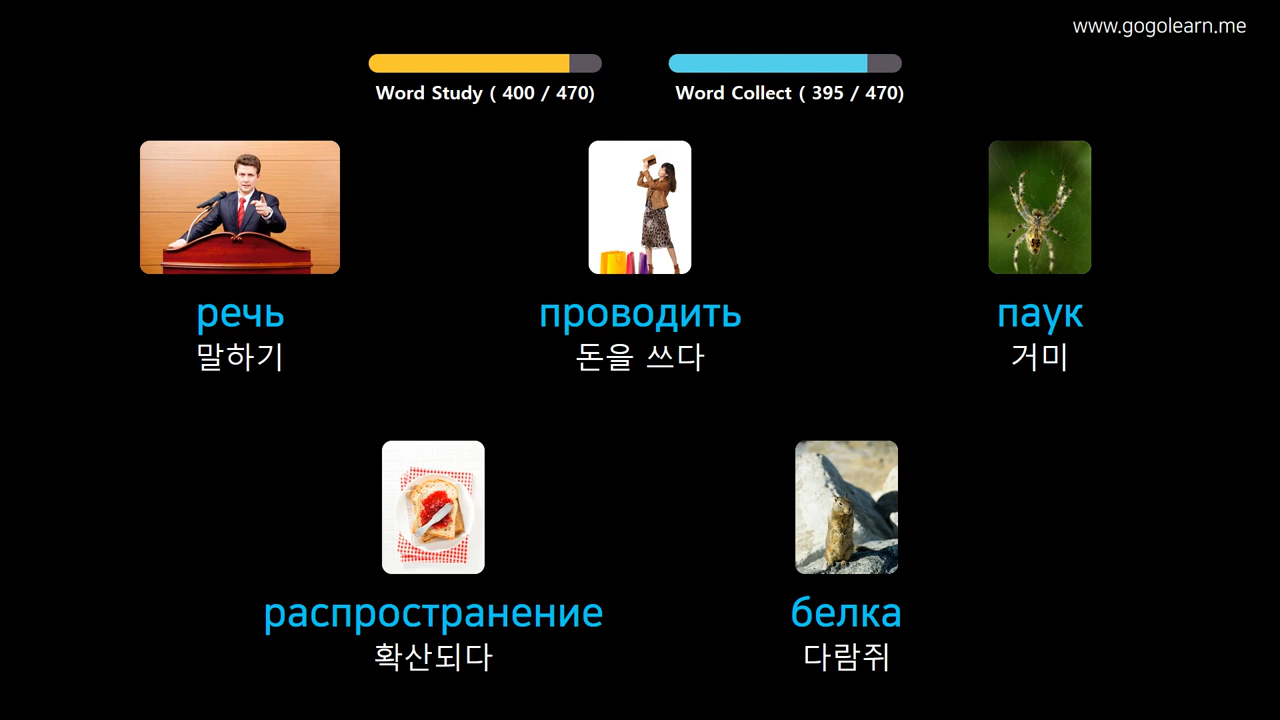 www.gogolearn.me
Word Study ( 400 / 470)
Word Collect ( 395 / 470)
речь
말하기
проводить
돈을 쓰다
паук
거미
распространение
확산되다
белка
다람쥐